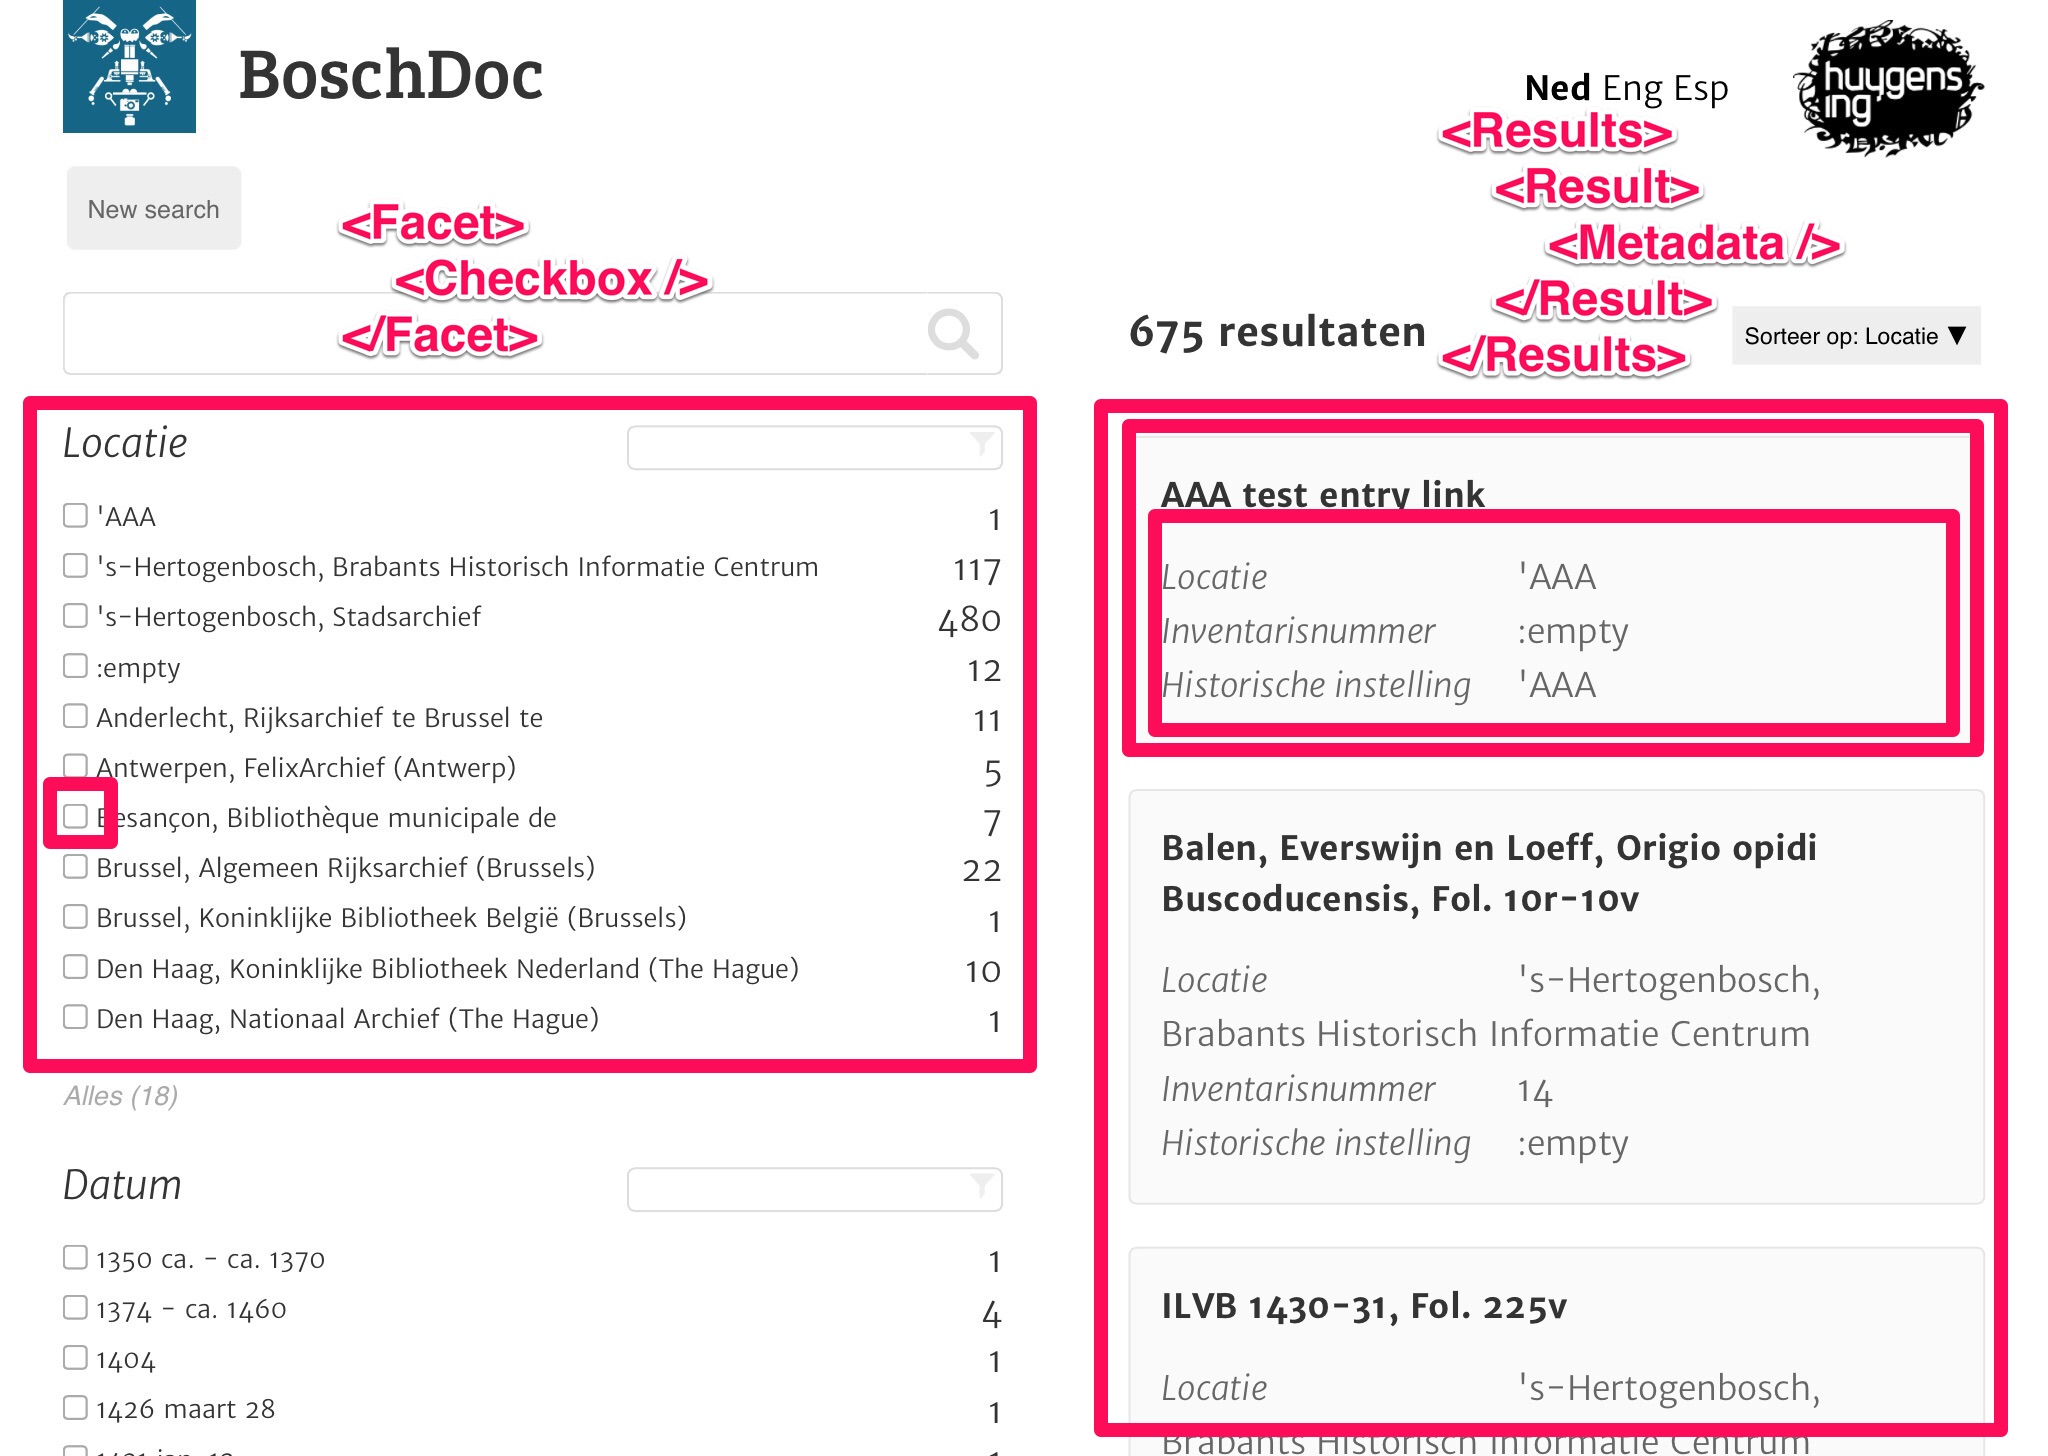 BoschDoc
Ned Eng Esp
huygens
ing
New search
<Facet>
<Checkbox />
</Facet>
<Results>
<Result>
<Metadata />
</Result>
</Results>
675 resultaten
Sorteer op: Locatie ▼
Locatie
'AAA 1
's-Hertogenbosch, Brabants Historisch Informatie Centrum 117
's-Hertogenbosch, Stadsarchief 480
:empty 12
Anderlecht, Rijksarchief te Brussel te 11
Antwerpen, FelixArchief (Antwerp) 5
Besançon, Bibliothèque municipale de 7
Brussel, Algemeen Rijksarchief (Brussels) 22
Brussel, Koninklijke Bibliotheek België (Brussels) 1
Den Haag, Koninklijke Bibliotheek Nederland (The Hague) 10
Den Haag, Nationaal Archief (The Hague) 1
Alles (18)
Datum
1350 ca. - ca. 1370 1
1374 - ca. 1460 4
1404 1
1426 maart 28 1
AAA test entry link
Locatie 'AAA
Inventarisnummer :empty
Historische instelling 'AAA
Balen, Everswijn en Loeff, Origio opidi
Buscoducensis, Fol. 10r-10v
Locatie 's-Hertogenbosch,
Brabants Historisch Informatie Centrum
Inventarisnummer 14
Historische instelling :empty
ILVB 1430-31, Fol. 225v
Locatie 's-Hertogenbosch,
Brabants Historisch Informatie Centrum